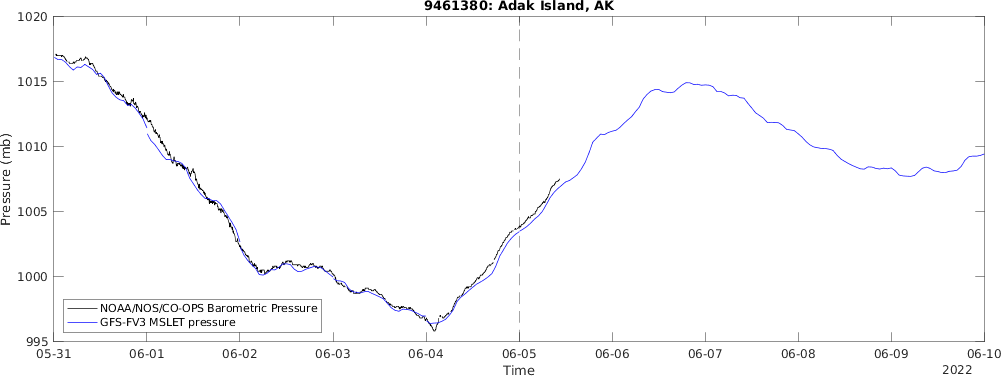 9461380: Adak Island, AK
Pressure (mb)
1020
1015
1010
1005
1000
995
NOAA/NOS/CO-OPS Barometric Pressure
GFS-FV3 MSLET pressure
05-31 06-01 06-02 06-03 06-04 06-05 06-06 06-07 06-08 06-09 06-10
Time
2022